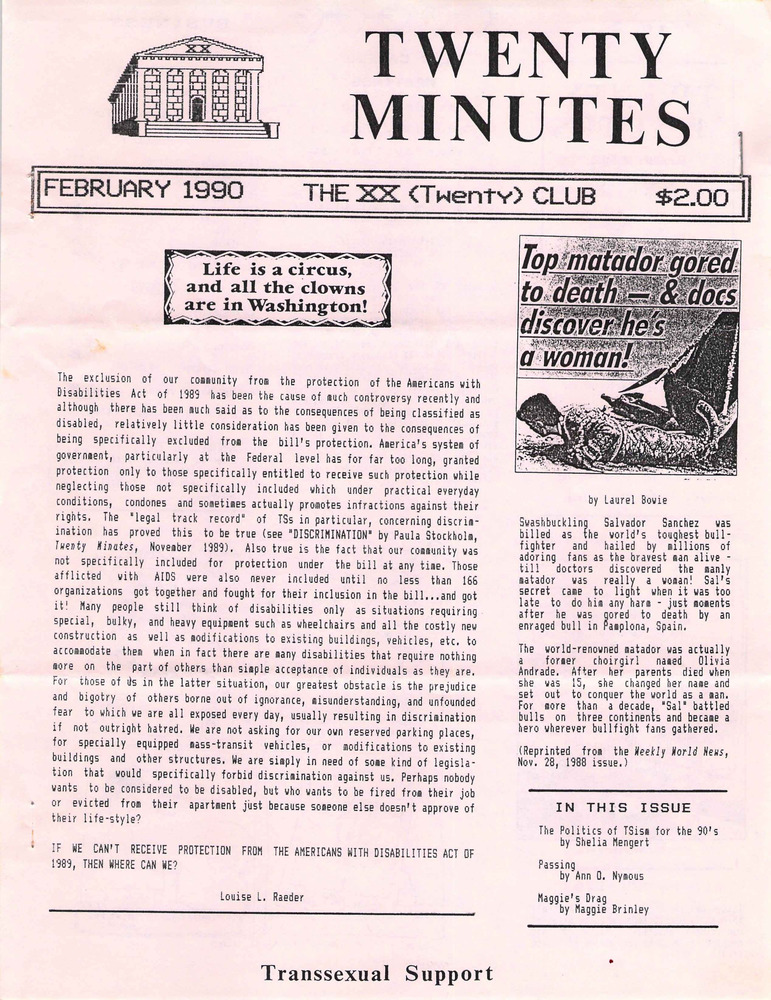 XX
TWENTY
MINUTES
FEBRUARY 1990 THE XX (Twenty) CLUB $2.00
Life is a circus,
and all the clowns
are in Washington!
The exclusion of our community from the protection of the Americans with
Disabilities Act of 1989 has been the cause of much controversy recently and
although there has been much said as to the consequences of being classified as
disabled, relatively little consideration has been given to the consequences of
being specifically excluded from the bill's protection. America's system of
government, particularly at the Federal level has for far too long, granted
protection only to those specifically entitled to receive such protection while
neglecting those not specifically included which under practical everyday
conditions, condones and sometimes actually promotes infractions against their
rights. The "legal track record" of TSs in particular, concerning discrim-
ination has proved this to be true (see "DISCRIMINATION" by Paula Stockholm,
Twenty Minutes, November 1989). Also true is the fact that our community was
not specifically included for protection under the bill at any time. Those
afflicted with AIDS were also never included until no less than 166
organizations got together and fought for their inclusion in the bill...and got
it! Many people still think of disabilities only as situations requiring
special, bulky, and heavy equipment such as wheelchairs and all the costly new
construction as well as modifications to existing buildings, vehicles, etc. to
accommodate them when in fact there are many disabilities that require nothing
more on the part of others than simple acceptance of individuals as they are.
For those of us in the latter situation, our greatest obstacle is the prejudice
and bigotry of others borne out of ignorance, misunderstanding, and unfounded
fear to which we are all exposed every day, usually resulting in discrimination
if not outright hatred. We are not asking for our own reserved parking places,
for specially equipped mass-transit vehicles, or modifications to existing
buildings and other structures. We are simply in need of some kind of legisla-
tion that would specifically forbid discrimination against us. Perhaps nobody
wants to be considered to be disabled, but who wants to be fired from their job
or evicted from their apartment just because someone else doesn't approve of
their life-style?
IF WE CAN'T RECEIVE PROTECTION FROM THE AMERICANS WITH DISABILITIES ACT OF
1989, THEN WHERE CAN WE?
Louise L. Raeder
Top matador gored
to death — & docs
discover he's
a woman!
by Laurel Bowie
Swashbuckling Salvador Sanchez was
billed as the world's toughest bull-
fighter and hailed by millions of
adoring fans as the bravest man alive -
till doctors discovered the manly
matador was really a woman! Sal's
secret came to light when it was too
late to do him any harm - just moments
after he was gored to death by an
enraged bull in Pamplona, Spain.
The world-renowned matador was actually
a former choirgirl named Olivia
Andrade. After her parents died when
she was 15, she changed her name and
set out to conquer the world as a man.
For more than a decade, "Sal" battled
bulls on three continents and became a
hero wherever bullfight fans gathered.
(Reprinted from the Weekly World News,
Nov. 28, 1988 issue.)
IN THIS ISSUE
The Politics of TSism for the 90's
by Shelia Mengert
Passing
by Ann O. Nymous
Maggie's Drag
by Maggie Brinley
Transsexual Support